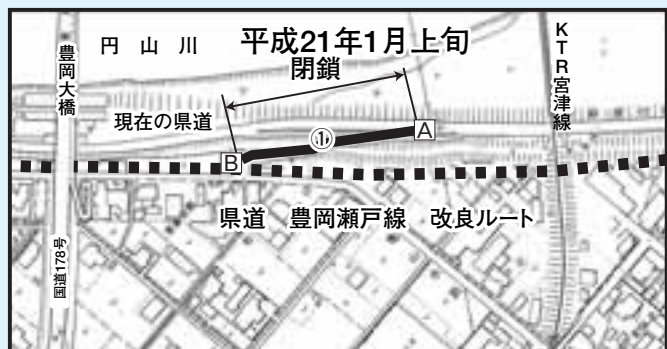 円山川
平成21年1月上旬
閉鎖
豊岡大橋
KTR宮津線
現在の県道
①
A
B
県道 豊岡瀬戸線 改良ルート
国道178号